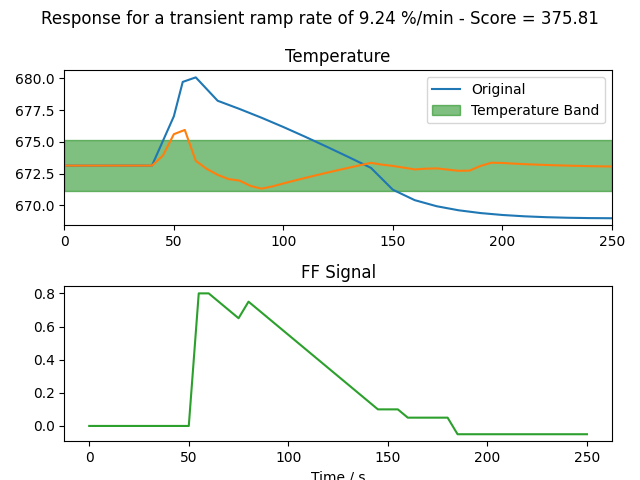 Response for a transient ramp rate of 9.24 %/min - Score = 375.81
Temperature
680.0
677.5
675.0
672.5
670.0
Original
Temperature Band
0 50 100 150 200 250
FF Signal
0.8
0.6
0.4
0.2
0.0
0 50 100 150 200 250
Time / s